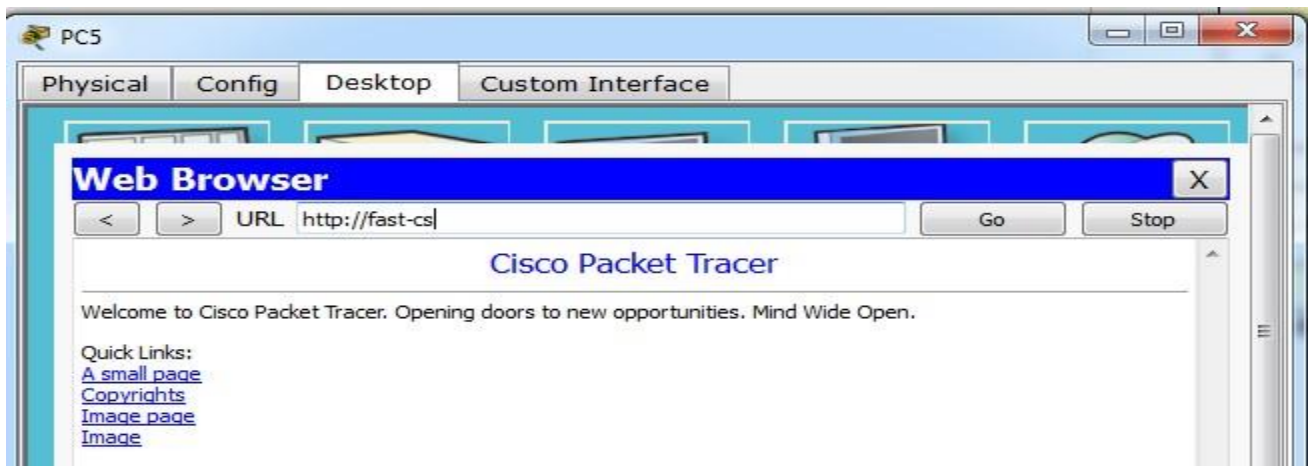 PC5
Physical Config Desktop Custom Interface
Web Browser X
< > URL http://fast-cs Go Stop
Cisco Packet Tracer
Welcome to Cisco Packet Tracer. Opening doors to new opportunities. Mind Wide Open.
Quick Links:
A small page
Copyrights
Image page
Image